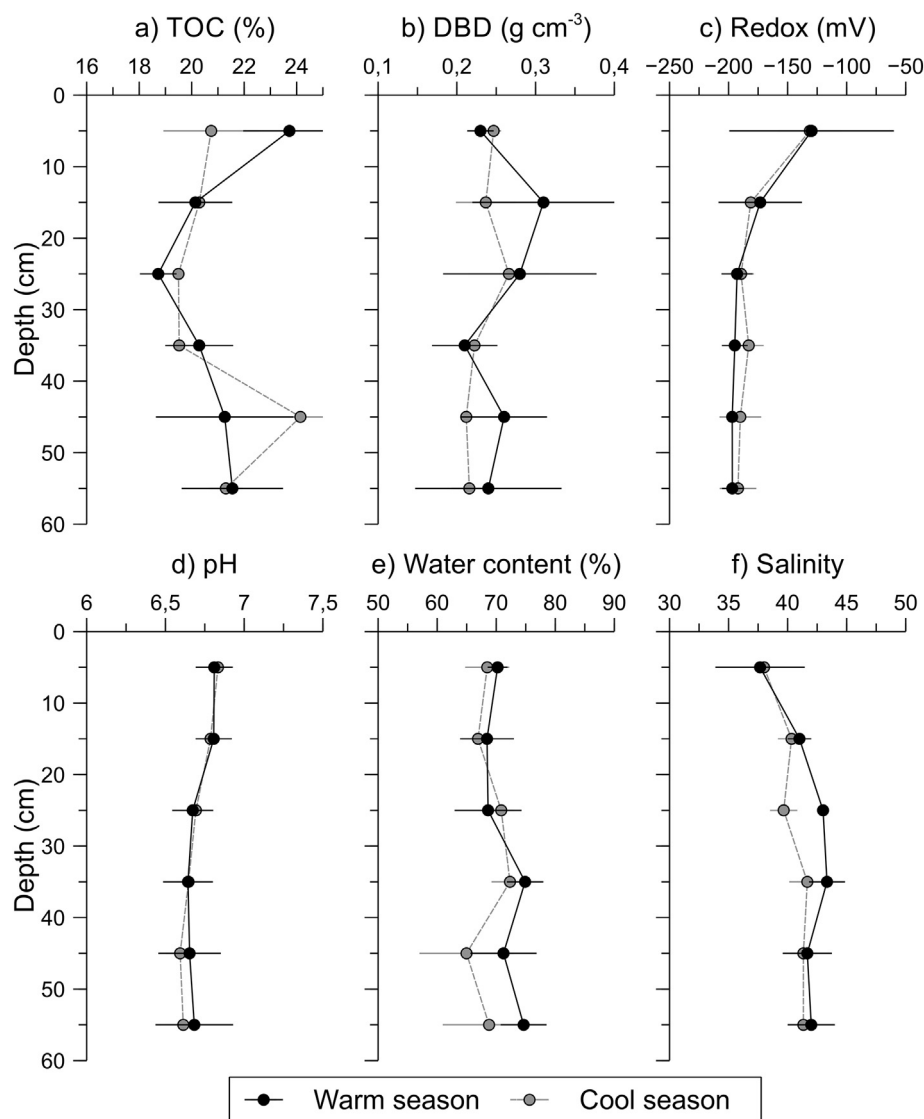 a) TOC (%) b) DBD (g cm⁻³) c) Redox (mV)
16 18 20 22 24 0,1 0,2 0,3 0,4 −250 −200 −150 −100 −50
0
10
20
30
40
50
60
Depth (cm)
d) pH e) Water content (%) f) Salinity
6 6,5 7 7,5 50 60 70 80 90 30 35 40 45 50
0
10
20
30
40
50
60
Depth (cm)
Warm season Cool season